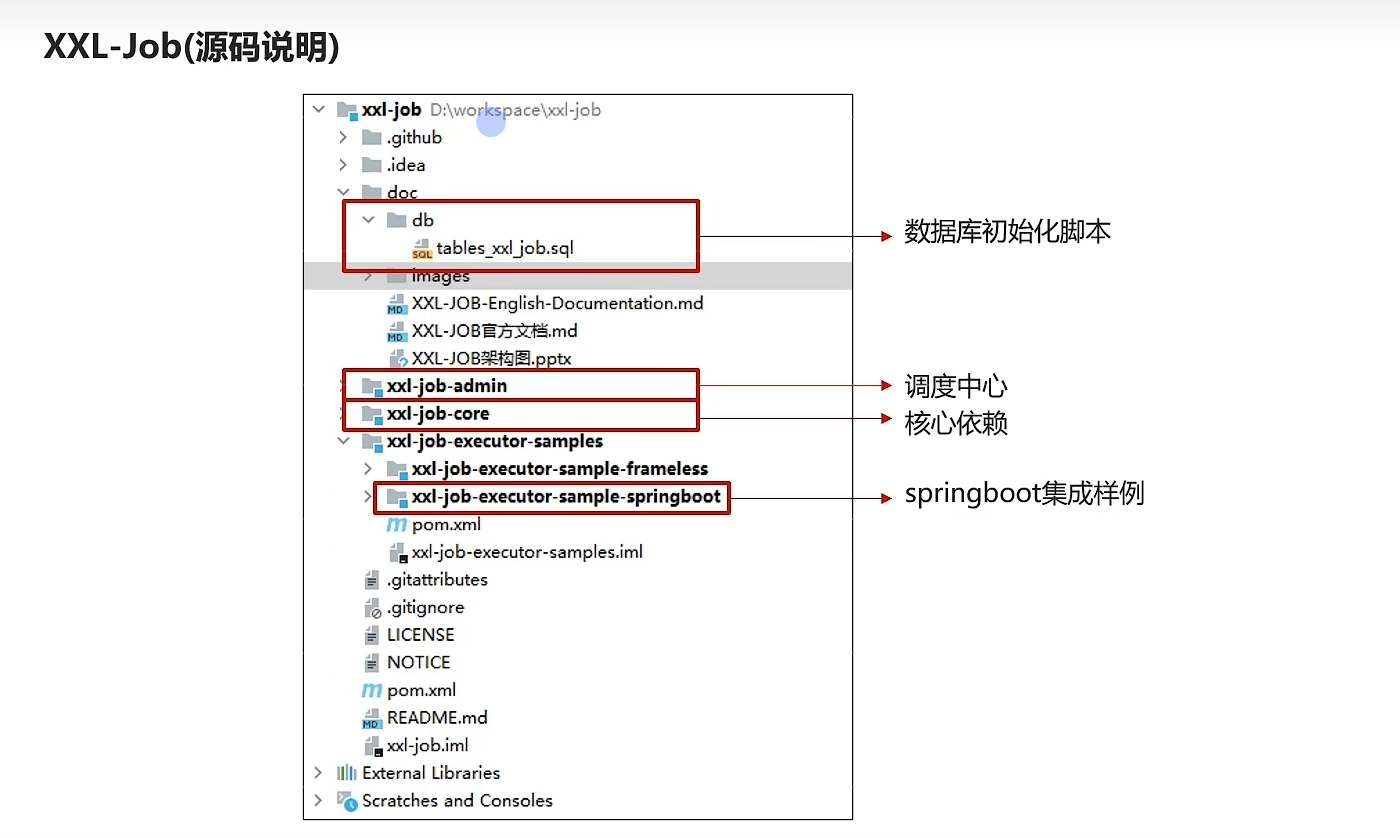 XXL-Job(源码说明)
xxl-job D:\workspace\xxl-job
.github
.idea
doc
db
数据库初始化脚本
SQL tables_xxl_job.sql
images
MD XXL-JOB-English-Documentation.md
MD XXL-JOB官方文档.md
XXL-JOB架构图.pptx
xxl-job-admin
调度中心
xxl-job-core
核心依赖
xxl-job-executor-samples
xxl-job-executor-sample-frameless
xxl-job-executor-sample-springboot
springboot集成样例
m pom.xml
xxl-job-executor-samples.iml
.gitattributes
.gitignore
LICENSE
NOTICE
m pom.xml
MD README.md
xxl-job.iml
External Libraries
Scratches and Consoles